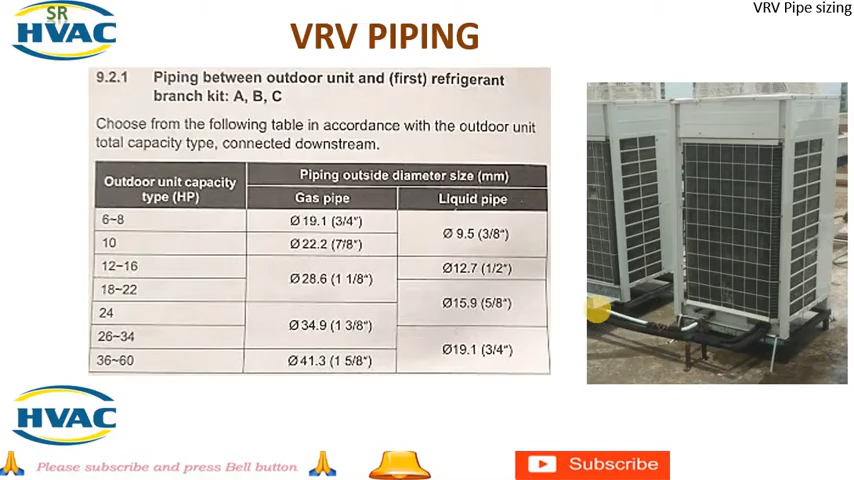 SR
HVAC
VRV PIPING
VRV Pipe sizing
9.2.1 Piping between outdoor unit and (first) refrigerant
branch kit: A, B, C
Choose from the following table in accordance with the outdoor unit
total capacity type, connected downstream.
Outdoor unit capacity
type (HP)
Piping outside diameter size (mm)
Gas pipe
Liquid pipe
6~8
Ø 19.1 (3/4")
Ø 9.5 (3/8")
10
Ø 22.2 (7/8")
12~16
Ø 28.6 (1 1/8")
Ø12.7 (1/2")
18~22
Ø15.9 (5/8")
24
Ø 34.9 (1 3/8")
26~34
Ø19.1 (3/4")
36~60
Ø 41.3 (1 5/8")
HVAC
Please subscribe and press Bell button
Subscribe